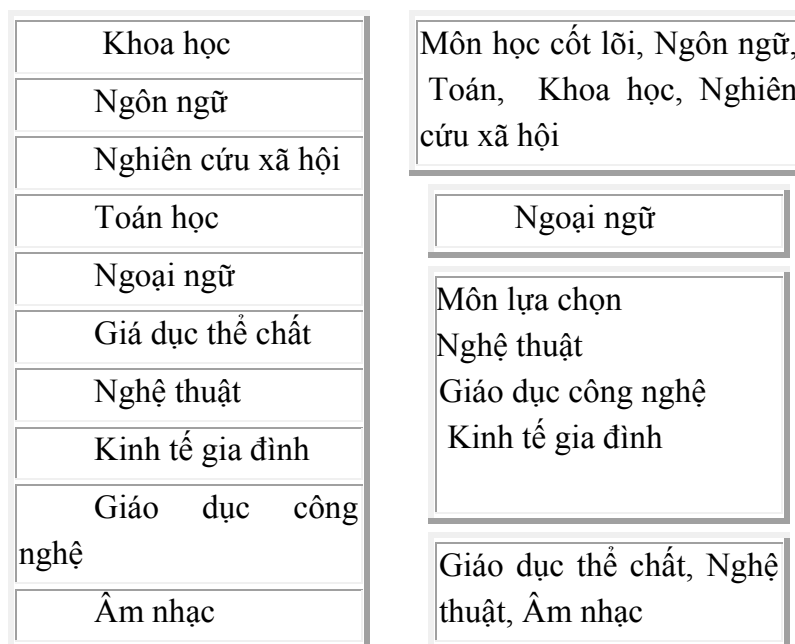 Khoa học
Ngôn ngữ
Nghiên cứu xã hội
Toán học
Ngoại ngữ
Giá dục thể chất
Nghệ thuật
Kinh tế gia đình
Giáo dục công
nghệ
Âm nhạc
Môn học cốt lõi, Ngôn ngữ,
Toán, Khoa học, Nghiên
cứu xã hội
Ngoại ngữ
Môn lựa chọn
Nghệ thuật
Giáo dục công nghệ
Kinh tế gia đình
Giáo dục thể chất, Nghệ
thuật, Âm nhạc